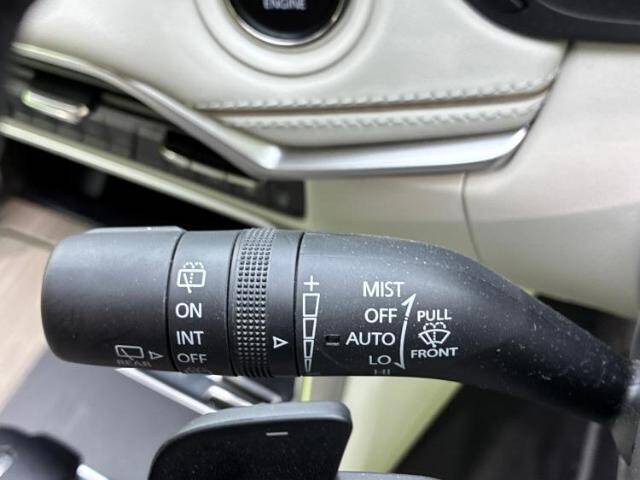 ENGINE
MIST
OFF
AUTO
LO
HI
PULL
FRONT
ON
INT
OFF
REAR
+
-